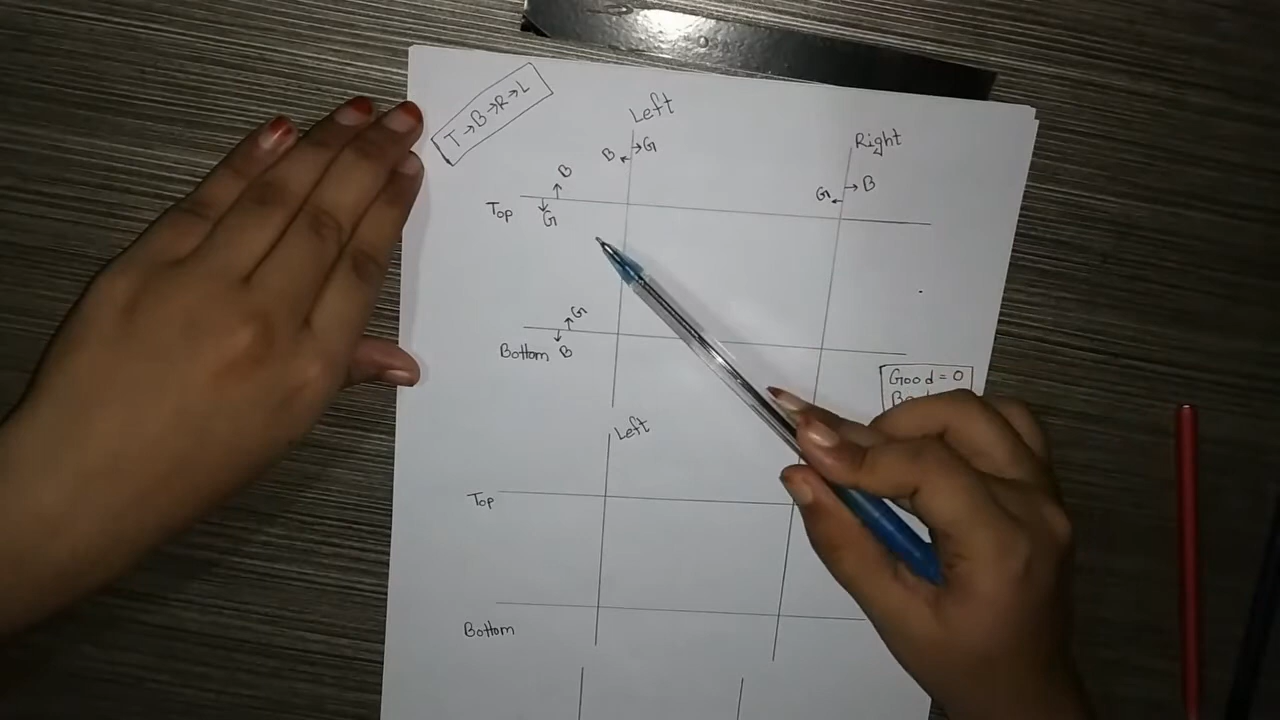 T→B→R→L
Left
Right
B
G
B
G
B
G
Top
G
B
Bottom
Good = 0
Left
Top
Bottom